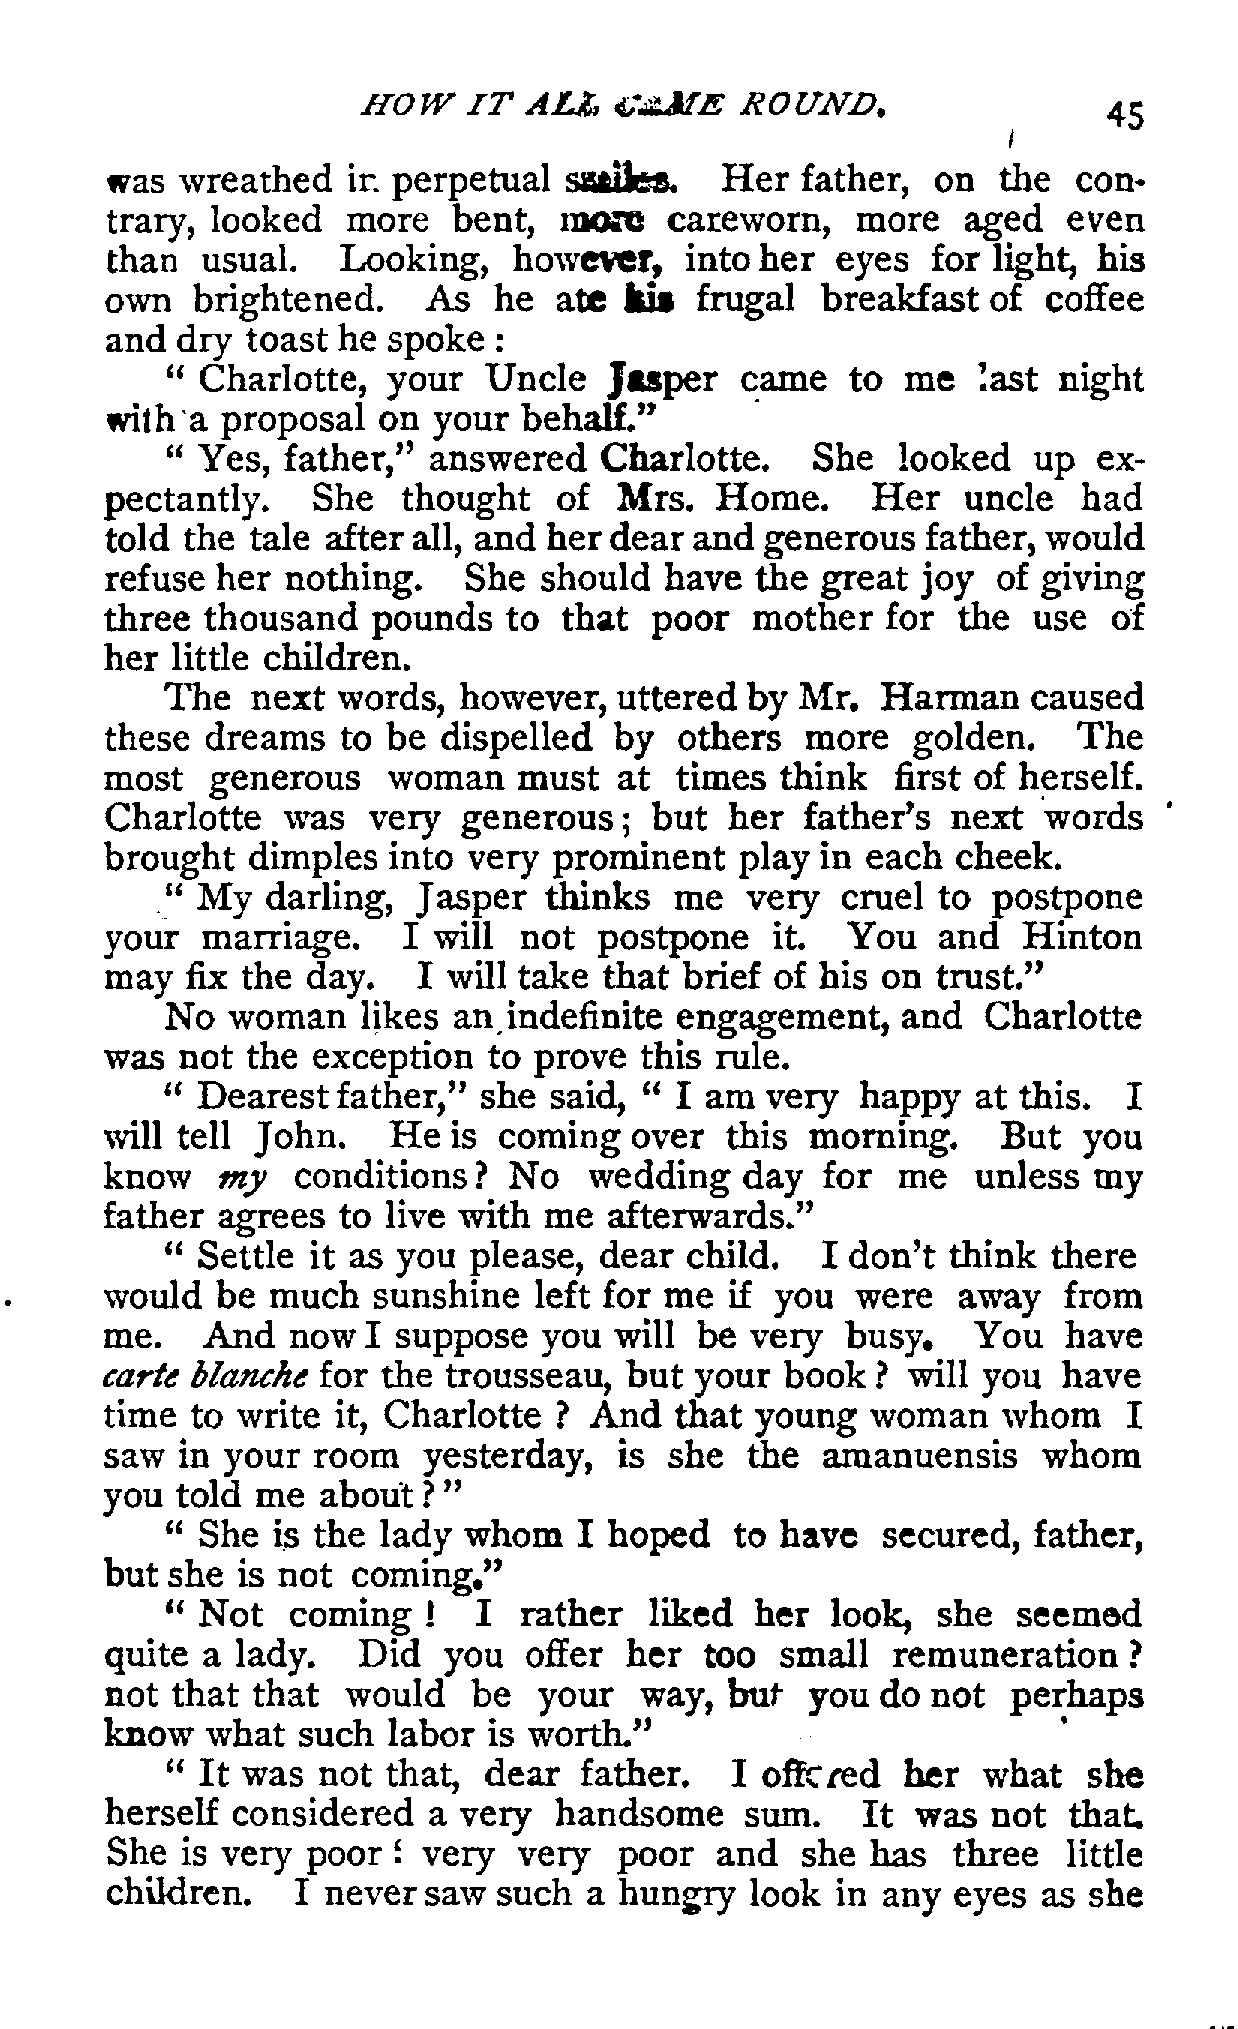 HOW IT ALL CAME ROUND. 45
was wreathed in perpetual smiles. Her father, on the con-
trary, looked more bent, more careworn, more aged even
than usual. Looking, however, into her eyes for light, his
own brightened. As he ate his frugal breakfast of coffee
and dry toast he spoke :
“ Charlotte, your Uncle Jasper came to me last night
with a proposal on your behalf.”
“ Yes, father,” answered Charlotte. She looked up ex-
pectantly. She thought of Mrs. Home. Her uncle had
told the tale after all, and her dear and generous father, would
refuse her nothing. She should have the great joy of giving
three thousand pounds to that poor mother for the use of
her little children.
The next words, however, uttered by Mr. Harman caused
these dreams to be dispelled by others more golden. The
most generous woman must at times think first of herself.
Charlotte was very generous ; but her father’s next words
brought dimples into very prominent play in each cheek.
“ My darling, Jasper thinks me very cruel to postpone
your marriage. I will not postpone it. You and Hinton
may fix the day. I will take that brief of his on trust.”
No woman likes an indefinite engagement, and Charlotte
was not the exception to prove this rule.
“ Dearest father,” she said, “ I am very happy at this. I
will tell John. He is coming over this morning. But you
know my conditions ? No wedding day for me unless my
father agrees to live with me afterwards.”
“ Settle it as you please, dear child. I don’t think there
would be much sunshine left for me if you were away from
me. And now I suppose you will be very busy. You have
carte blanche for the trousseau, but your book ? will you have
time to write it, Charlotte ? And that young woman whom I
saw in your room yesterday, is she the amanuensis whom
you told me about ? ”
“ She is the lady whom I hoped to have secured, father,
but she is not coming.”
“ Not coming ! I rather liked her look, she seemed
quite a lady. Did you offer her too small remuneration ?
not that that would be your way, but you do not perhaps
know what such labor is worth.”
“ It was not that, dear father. I offered her what she
herself considered a very handsome sum. It was not that.
She is very poor ! very very poor and she has three little
children. I never saw such a hungry look in any eyes as she